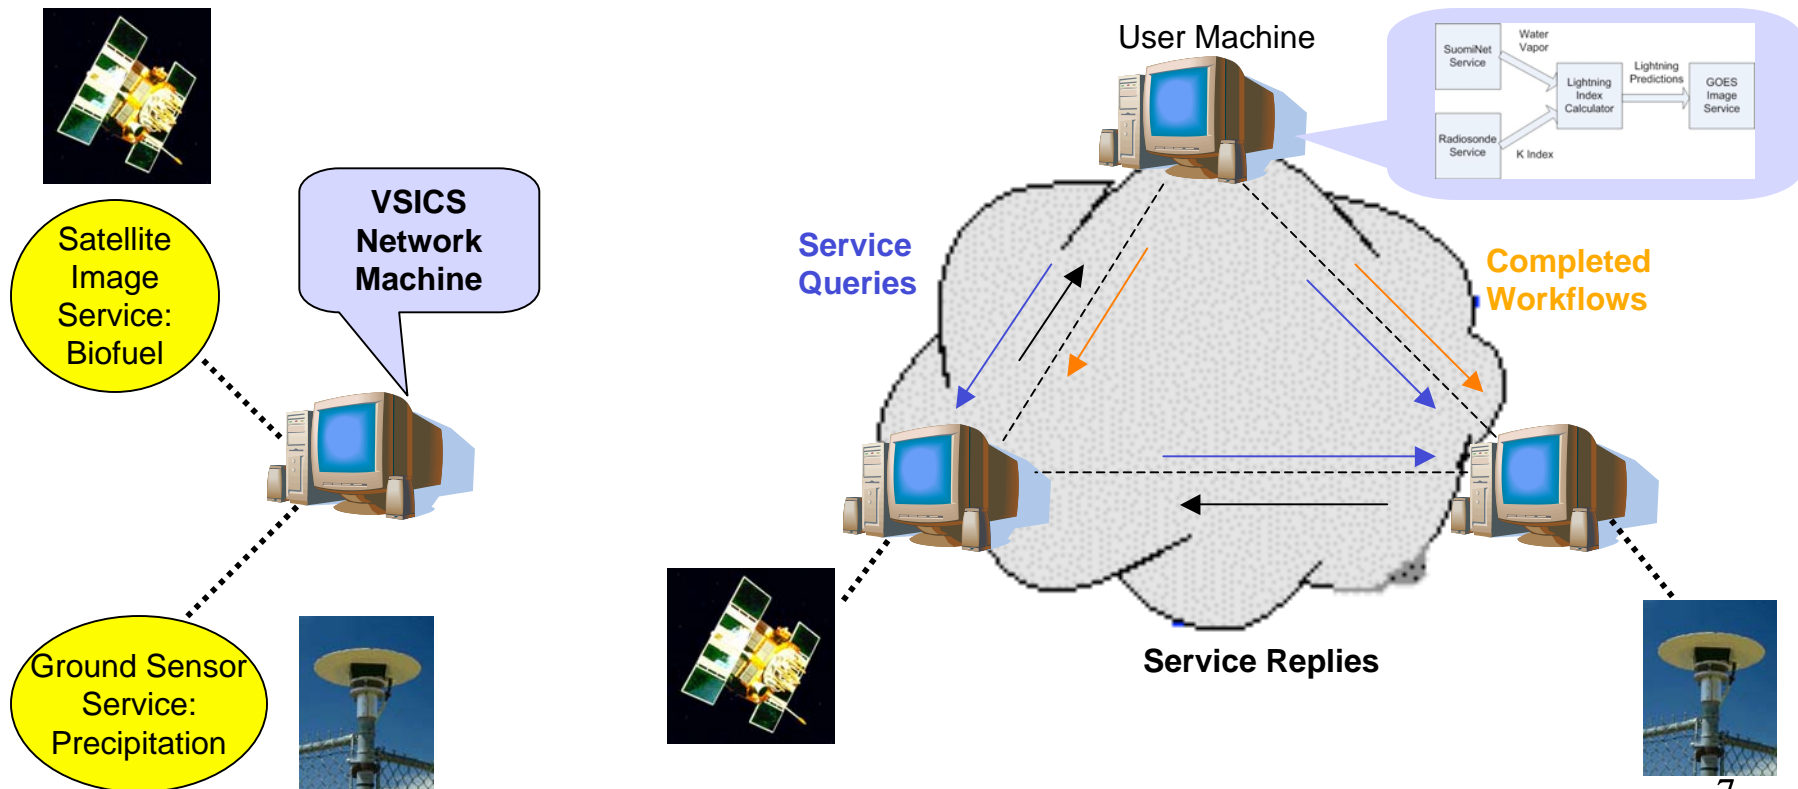 User Machine
SuomiNet
Service
Water
Vapor
Lightning
Index
Calculator
Lightning
Predictions
GOES
Image
Service
Radiosonde
Service
K Index
VSICS
Network
Machine
Satellite
Image
Service:
Biofuel
Service
Queries
Completed
Workflows
Ground Sensor
Service:
Precipitation
Service Replies
7